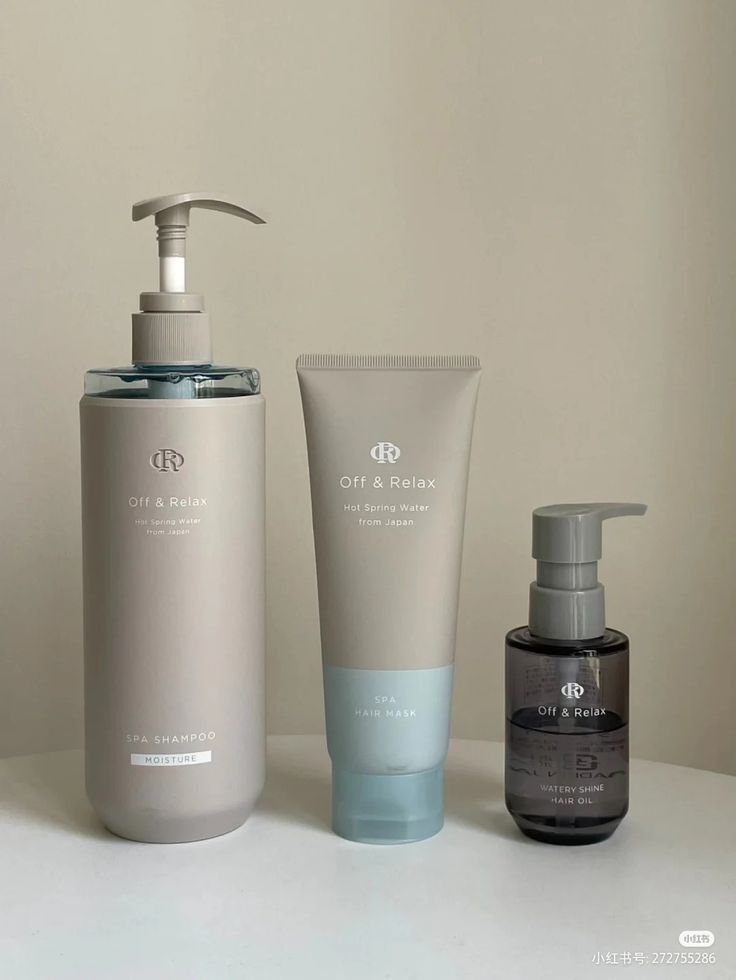 Off & Relax
Hot Spring Water
from Japan
SPA SHAMPOO
MOISTURE
Off & Relax
Hot Spring Water
from Japan
SPA
HAIR MASK
Off & Relax
WATERY SHINE
HAIR OIL
小红书
小红书号: 272755286